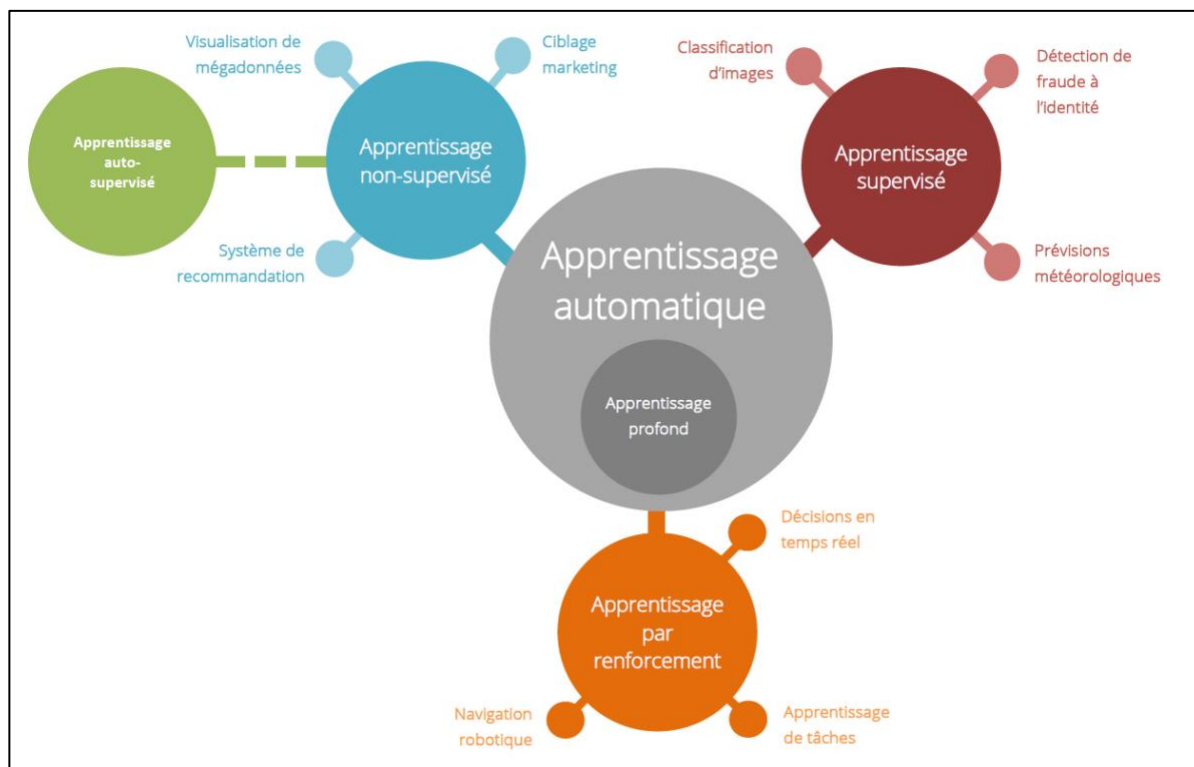 Visualisation de
mégadonnées
Ciblage
marketing
Classification
d'images
Détection de
fraude à
l'identité
Apprentissage
auto-
supervisé
Apprentissage
non-supervisé
Apprentissage
supervisé
Système de
recommandation
Apprentissage
automatique
Prévisions
météorologiques
Apprentissage
profond
Décisions en
temps réel
Apprentissage
par
renforcement
Navigation
robotique
Apprentissage
de tâches